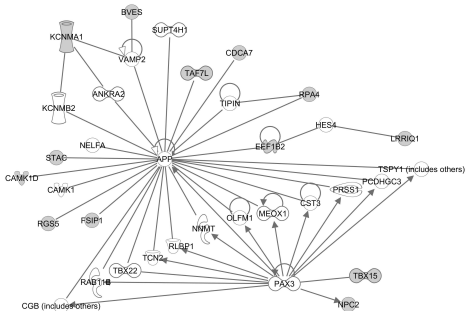 BVES
KCNMA1
SUPT4H1
VAMP2
CDCA7
TAF7L
ANKRA2
RPA4
TIPIN
KCNMB2
HES4
NELFA
EEF1B2
LRRIQ1
STAC
APP
TSPY1 (includes others)
CAMK1D
PCDHGC3
CAMK1
PRSS1
CST3
RGS5
FSIP1
OLFM1
MEOX1
NNMT
RLBP1
TCN2
TBX22
TBX15
RAB11B
PAX3
CGB (includes others)
NPC2